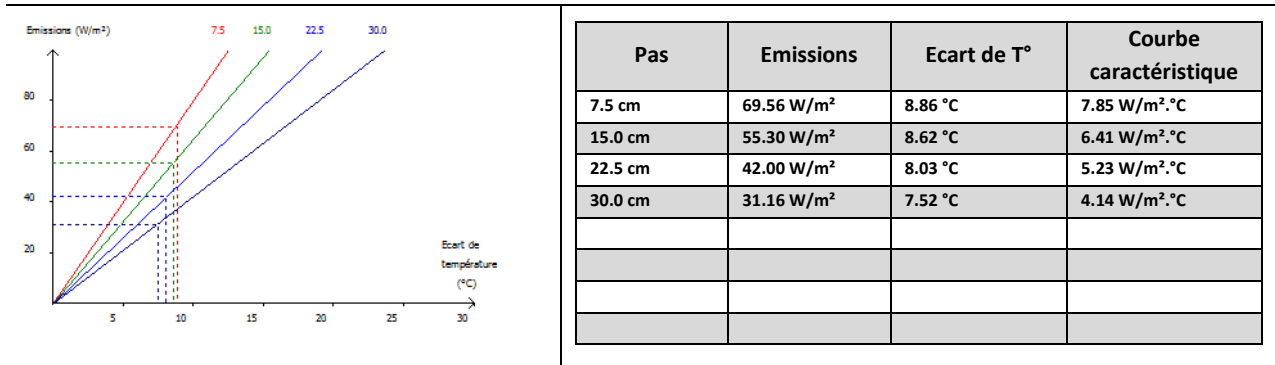 Emissions (W/m²)
7.5 15.0 22.5 30.0
80
60
40
20
Ecart de
température
(°C)
5 10 15 20 25 30
Pas Emissions Ecart de T° Courbe
caractéristique
7.5 cm 69.56 W/m² 8.86 °C 7.85 W/m².°C
15.0 cm 55.30 W/m² 8.62 °C 6.41 W/m².°C
22.5 cm 42.00 W/m² 8.03 °C 5.23 W/m².°C
30.0 cm 31.16 W/m² 7.52 °C 4.14 W/m².°C